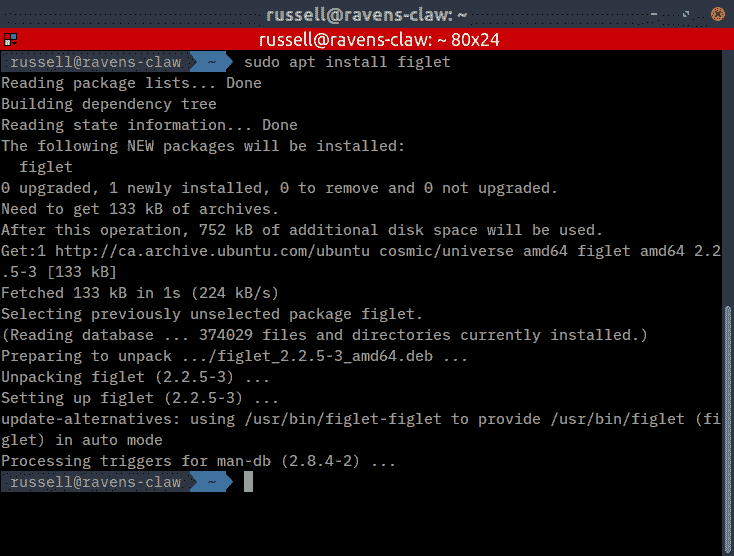 russell@ravens-claw: ~
russell@ravens-claw: ~ 80x24
russell@ravens-claw ~ sudo apt install figlet
Reading package lists... Done
Building dependency tree
Reading state information... Done
The following NEW packages will be installed:
  figlet
0 upgraded, 1 newly installed, 0 to remove and 0 not upgraded.
Need to get 133 kB of archives.
After this operation, 752 kB of additional disk space will be used.
Get:1 http://ca.archive.ubuntu.com/ubuntu cosmic/universe amd64 figlet amd64 2.2
.5-3 [133 kB]
Fetched 133 kB in 1s (224 kB/s)
Selecting previously unselected package figlet.
(Reading database ... 374029 files and directories currently installed.)
Preparing to unpack .../figlet_2.2.5-3_amd64.deb ...
Unpacking figlet (2.2.5-3) ...
Setting up figlet (2.2.5-3) ...
update-alternatives: using /usr/bin/figlet-figlet to provide /usr/bin/figlet (fi
glet) in auto mode
Processing triggers for man-db (2.8.4-2) ...
russell@ravens-claw ~